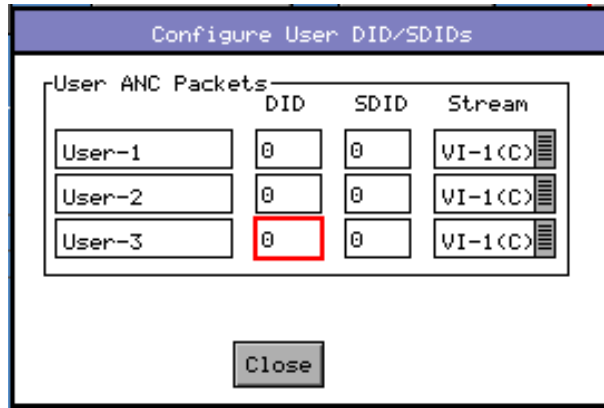 Configure User DID/SDIDs
User ANC Packets
DID SDID Stream
User-1 0 0 VI-1(C)
User-2 0 0 VI-1(C)
User-3 0 0 VI-1(C)
Close